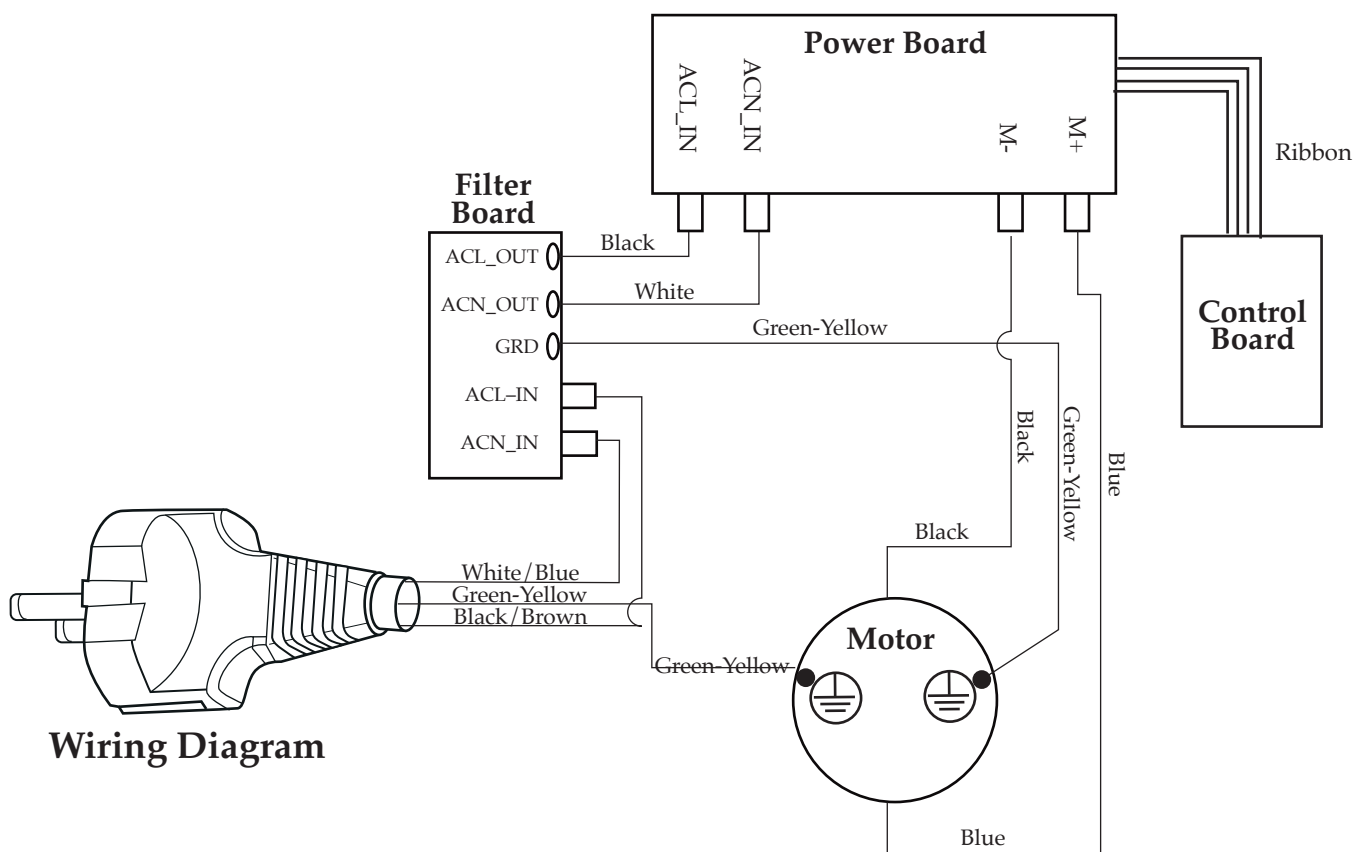 Power Board
ACL_IN
ACN_IN
M-
M+
Ribbon
Filter
Board
ACL_OUT
Black
ACN_OUT
White
GRD
Green-Yellow
ACL–IN
ACN_IN
Control
Board
Black
Green-Yellow
Blue
Black
White/Blue
Green-Yellow
Black/Brown
Motor
Green-Yellow
Wiring Diagram
Blue